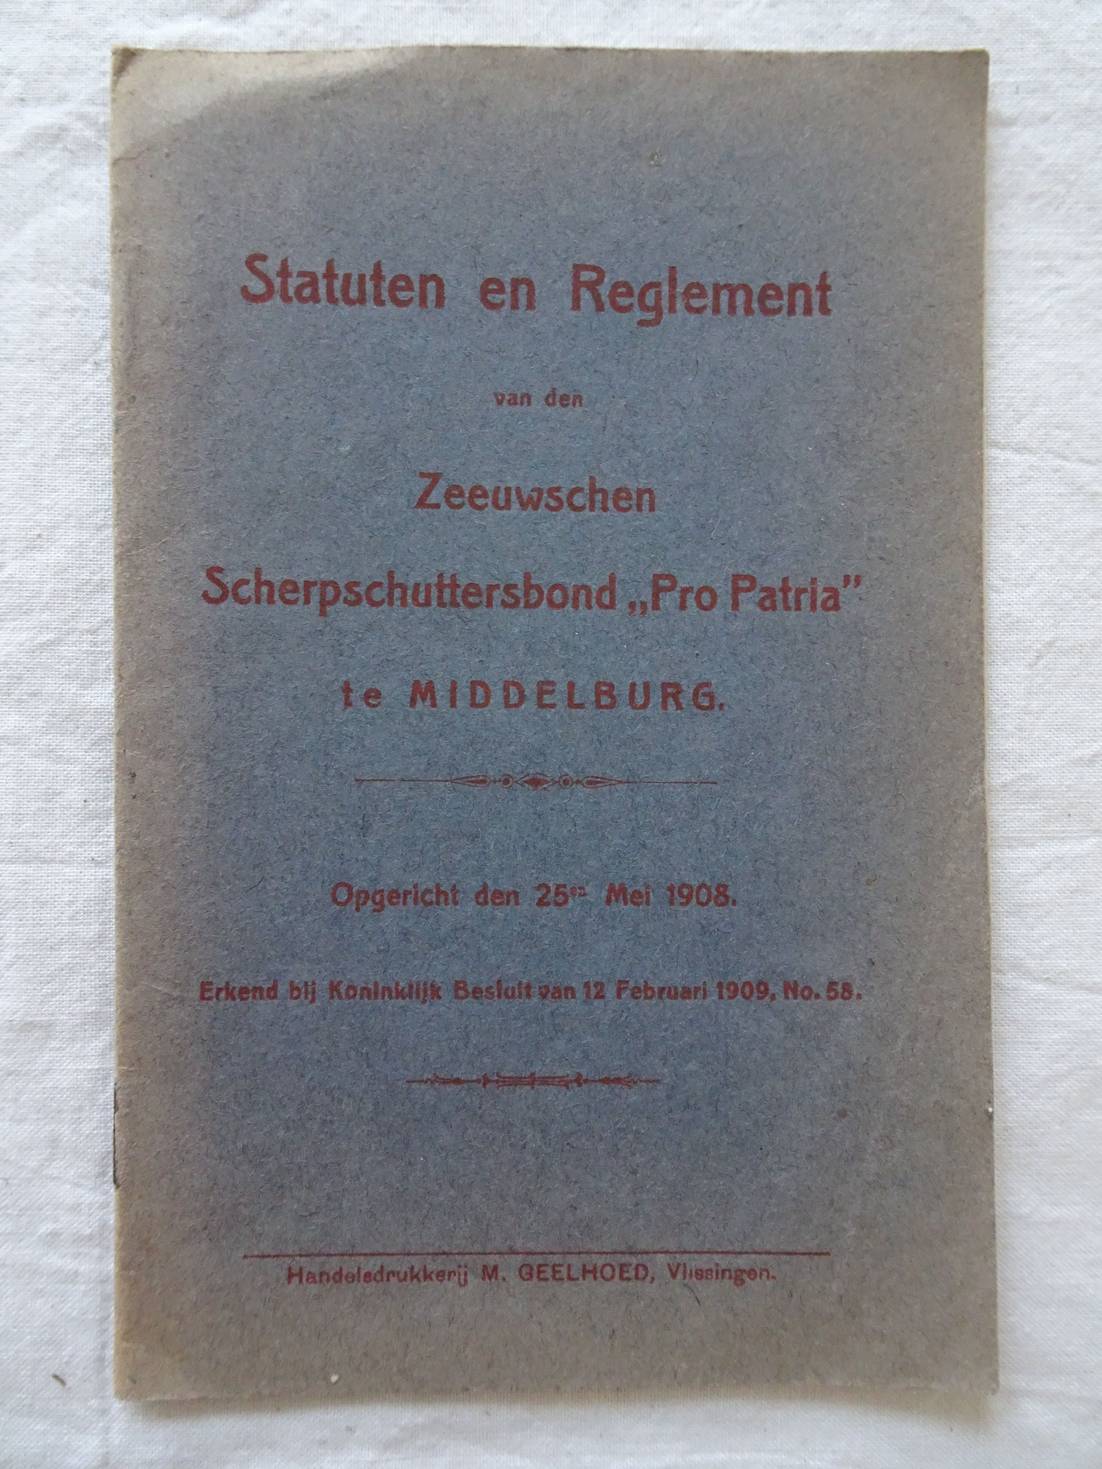 Statuten en Reglement
van den
Zeeuwschen
Scherpschuttersbond „Pro Patria”
te MIDDELBURG.
Opgericht den 25en Mei 1908.
Erkend bij Koninklijk Besluit van 12 Februari 1909, No. 58.
Handelsdrukkerij M. GEELHOED, Vlissingen.